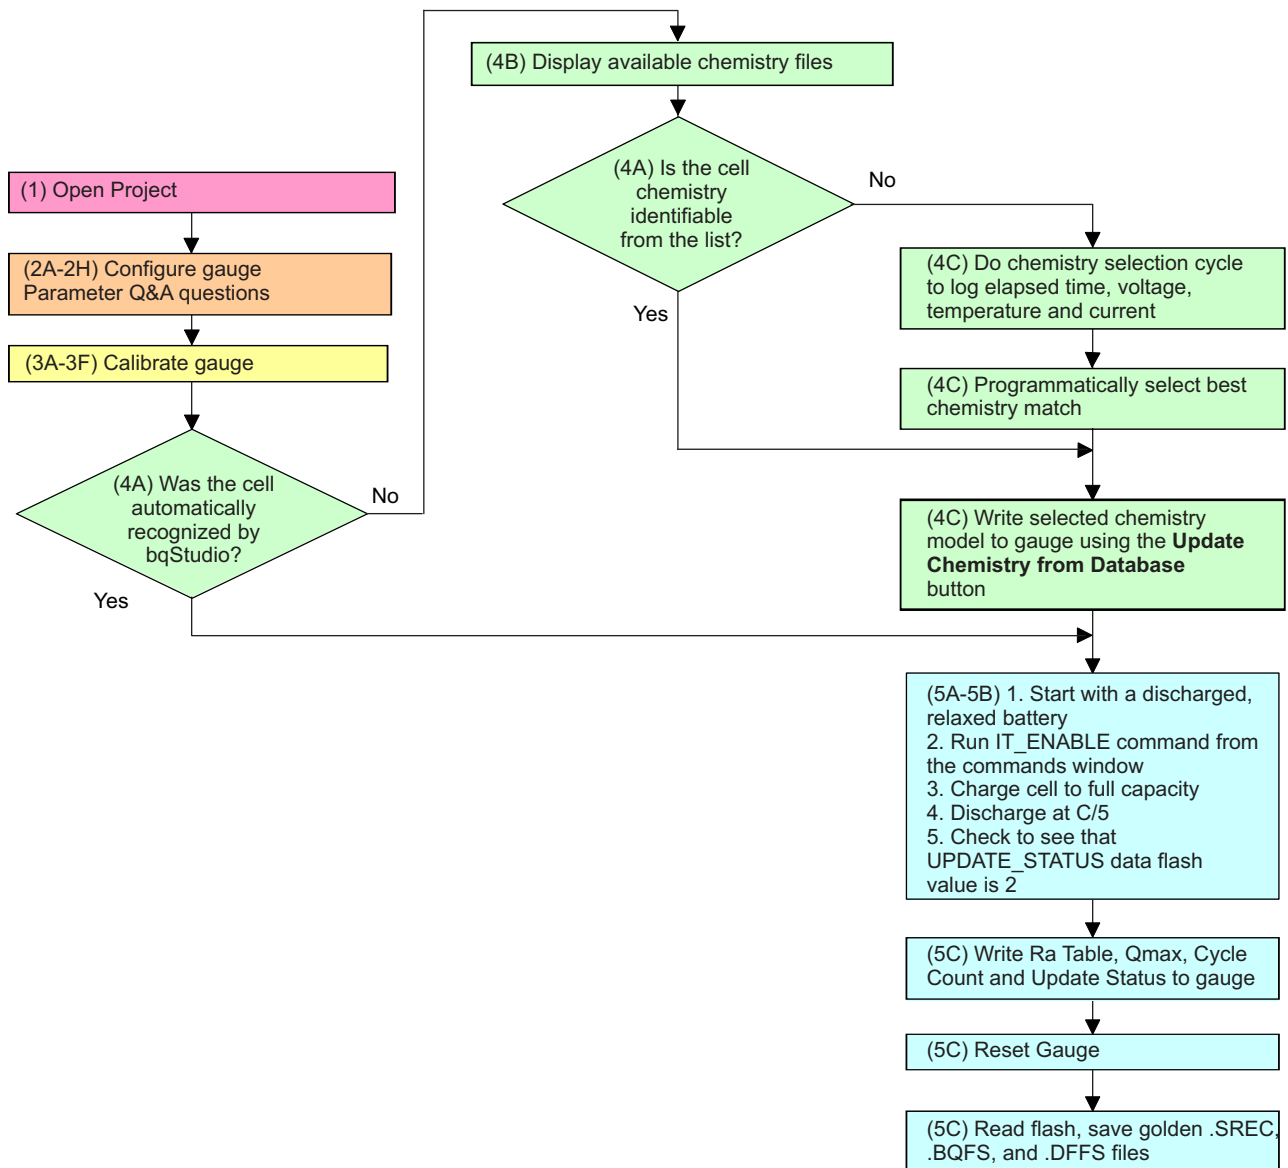 (1) Open Project
(2A-2H) Configure gauge
Parameter Q&A questions
(3A-3F) Calibrate gauge
(4A) Was the cell
automatically
recognized by
bqStudio?
No
Yes
(4B) Display available chemistry files
(4A) Is the cell
chemistry
identifiable
from the list?
No
Yes
(4C) Do chemistry selection cycle
to log elapsed time, voltage,
temperature and current
(4C) Programmatically select best
chemistry match
(4C) Write selected chemistry
model to gauge using the Update
Chemistry from Database
button
(5A-5B) 1. Start with a discharged,
relaxed battery
2. Run IT_ENABLE command from
the commands window
3. Charge cell to full capacity
4. Discharge at C/5
5. Check to see that
UPDATE_STATUS data flash
value is 2
(5C) Write Ra Table, Qmax, Cycle
Count and Update Status to gauge
(5C) Reset Gauge
(5C) Read flash, save golden .SREC,
.BQFS, and .DFFS files